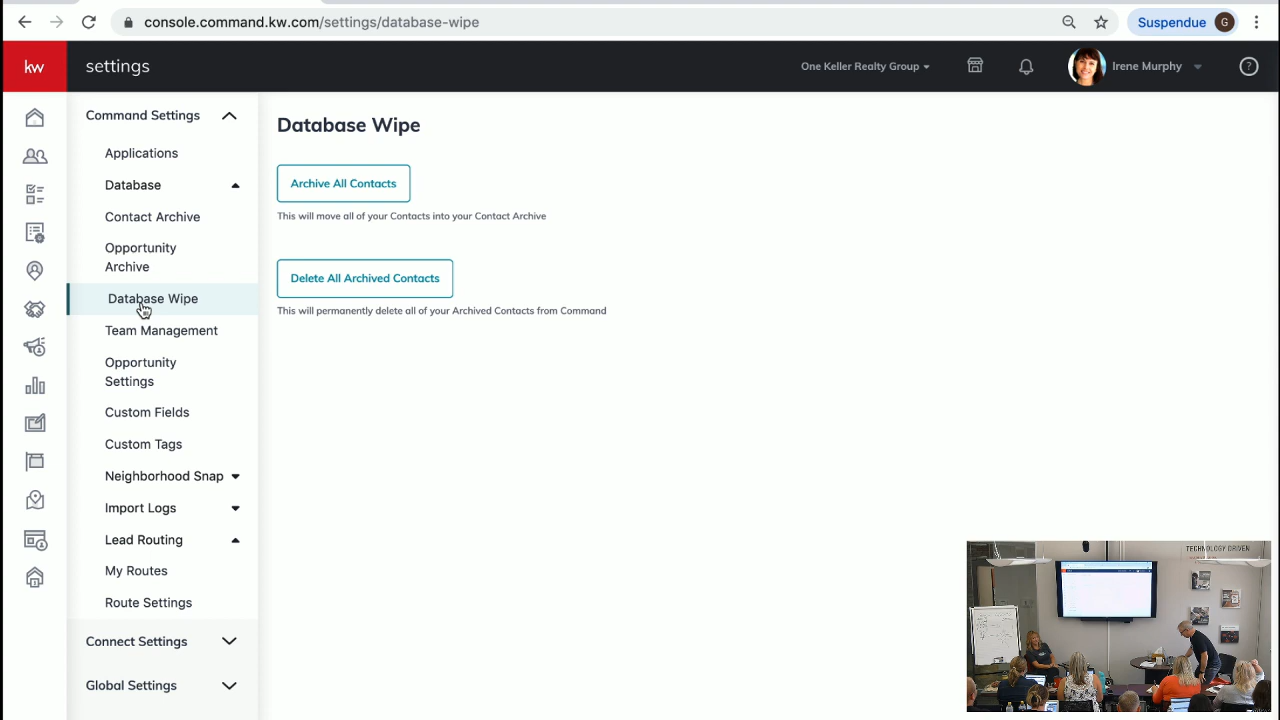 console.command.kw.com/settings/database-wipe
Suspendue
G
kw
settings
One Keller Realty Group
Irene Murphy
?
Command Settings
Applications
Database
Contact Archive
Opportunity
Archive
Database Wipe
Team Management
Opportunity
Settings
Custom Fields
Custom Tags
Neighborhood Snap
Import Logs
Lead Routing
My Routes
Route Settings
Connect Settings
Global Settings
Database Wipe
Archive All Contacts
This will move all of your Contacts into your Contact Archive
Delete All Archived Contacts
This will permanently delete all of your Archived Contacts from Command
TECHNOLOGY DRIVEN